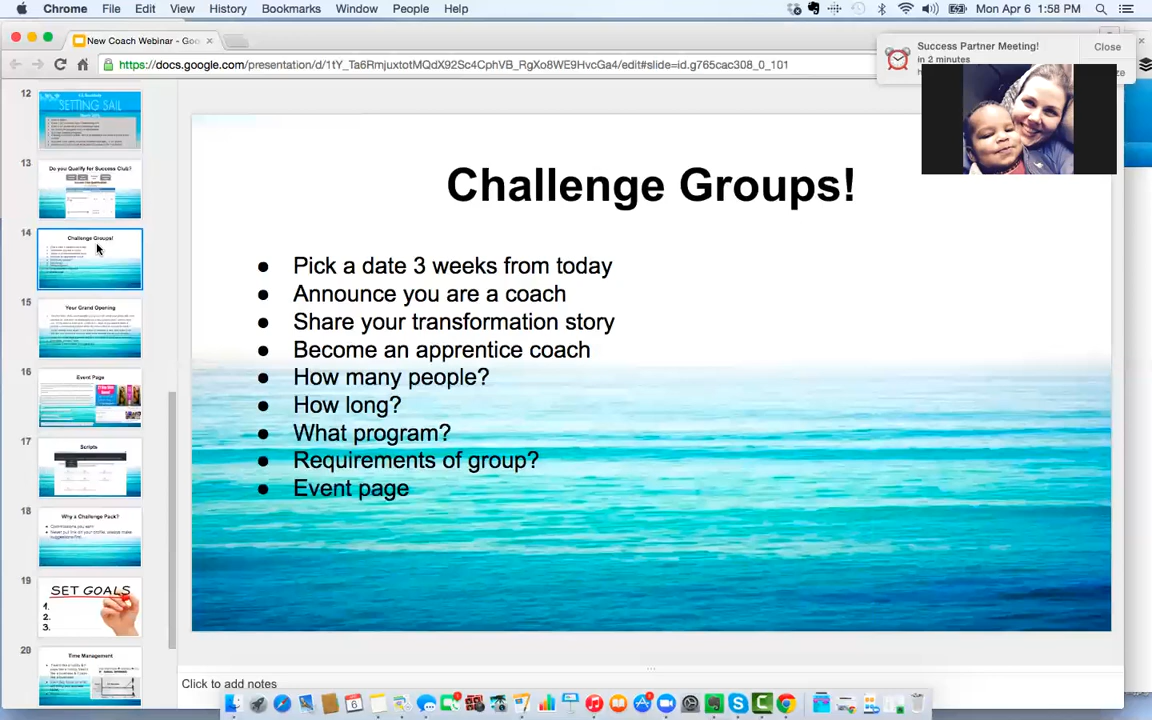 Chrome File Edit View History Bookmarks Window People Help
Mon Apr 6 1:58 PM
New Coach Webinar - Goo
https://docs.google.com/presentation/d/1tY_Ta6RmjuxtotMQdX92Sc4CphVB_RgXo8WE9HvcGa4/edit#slide=id.g765cac308_0_101
Success Partner Meeting!
in 2 minutes
Close
12
SETTING SAIL
13
Do you Qualify for Success Club?
14
Challenge Groups!
15
Your Grand Opening
16
Event Page
17
Scripts
18
Why a Challenge Pack?
19
SET GOALS
1.
2.
3.
20
Time Management
Challenge Groups!
● Pick a date 3 weeks from today
● Announce you are a coach
● Share your transformation story
● Become an apprentice coach
● How many people?
● How long?
● What program?
● Requirements of group?
● Event page
Click to add notes